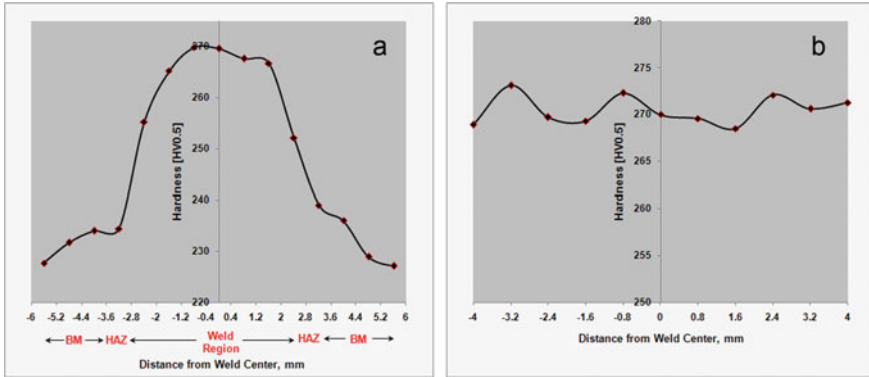 a
Hardness [HV0.5]
270
260
250
240
230
220
-6 -5.2 -4.4 -3.6 -2.8 -2 -1.2 -0.4 0.4 1.2 2 2.8 3.6 4.4 5.2 6
BM HAZ Weld HAZ BM
Region
Distance from Weld Center, mm
b
Hardness [HV0.5]
280
275
270
265
260
255
250
-4 -3.2 -2.4 -1.6 -0.8 0 0.8 1.6 2.4 3.2 4
Distance from Weld Center, mm